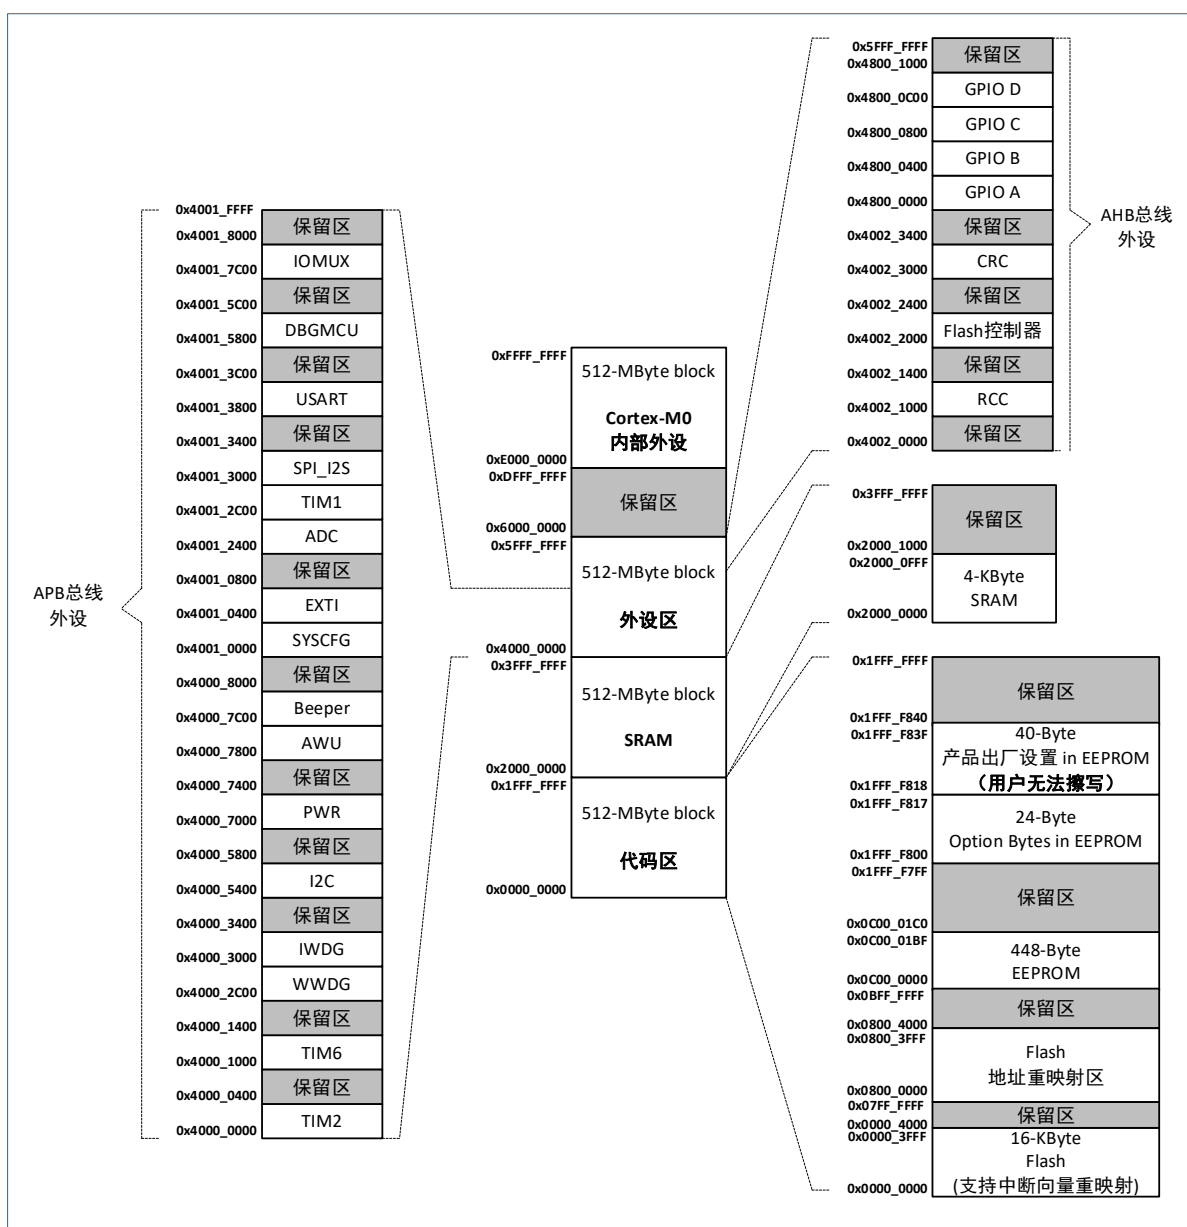 APB总线
外设
0x4001_FFFF
保留区
0x4001_8000
IOMUX
0x4001_7C00
保留区
0x4001_5C00
DBGMCU
0x4001_5800
保留区
0x4001_3C00
USART
0x4001_3800
保留区
0x4001_3400
SPI_I2S
0x4001_3000
TIM1
0x4001_2C00
ADC
0x4001_2400
保留区
0x4001_0800
EXTI
0x4001_0400
SYSCFG
0x4001_0000
保留区
0x4000_8000
Beeper
0x4000_7C00
AWU
0x4000_7800
保留区
0x4000_7400
PWR
0x4000_7000
保留区
0x4000_5800
I2C
0x4000_5400
保留区
0x4000_3400
IWDG
0x4000_3000
WWDG
0x4000_2C00
保留区
0x4000_1400
TIM6
0x4000_1000
保留区
0x4000_0400
TIM2
0x4000_0000
0xFFFF_FFFF
512-MByte block
Cortex-M0
内部外设
0xE000_0000
0xDFFF_FFFF
保留区
0x6000_0000
0x5FFF_FFFF
512-MByte block
外设区
0x4000_0000
0x3FFF_FFFF
512-MByte block
SRAM
0x2000_0000
0x1FFF_FFFF
512-MByte block
代码区
0x0000_0000
0x5FFF_FFFF
保留区
0x4800_1000
GPIO D
0x4800_0C00
GPIO C
0x4800_0800
GPIO B
0x4800_0400
GPIO A
0x4800_0000
保留区
0x4002_3400
CRC
0x4002_3000
保留区
0x4002_2400
Flash控制器
0x4002_2000
保留区
0x4002_1400
RCC
0x4002_1000
保留区
0x4002_0000
AHB总线
外设
0x3FFF_FFFF
保留区
0x2000_1000
0x2000_0FFF
4-KByte
SRAM
0x2000_0000
0x1FFF_FFFF
保留区
0x1FFF_F840
0x1FFF_F83F
40-Byte
产品出厂设置 in EEPROM
（用户无法擦写）
0x1FFF_F818
0x1FFF_F817
24-Byte
Option Bytes in EEPROM
0x1FFF_F800
0x1FFF_F7FF
保留区
0x0C00_01C0
0x0C00_01BF
448-Byte
EEPROM
0x0C00_0000
0x0BFF_FFFF
保留区
0x0800_4000
0x0800_3FFF
Flash
地址重映射区
0x0800_0000
0x07FF_FFFF
保留区
0x0000_4000
0x0000_3FFF
16-KByte
Flash
(支持中断向量重映射)
0x0000_0000